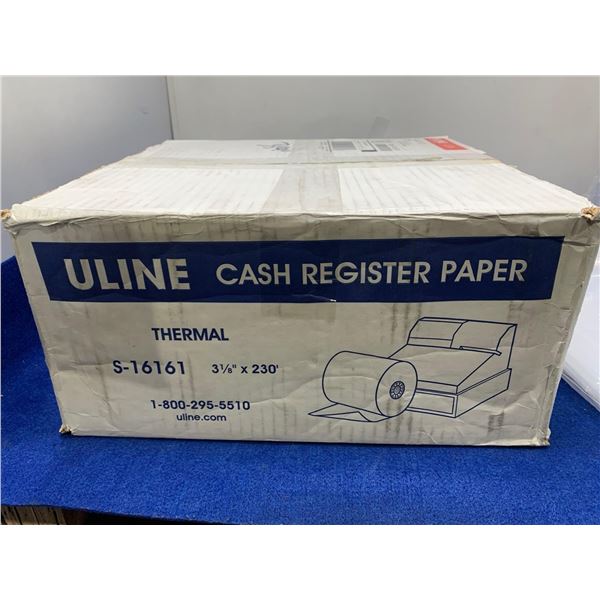 ULINE CASH REGISTER PAPER
THERMAL
S-16161 3⅛" x 230'
1-800-295-5510
uline.com